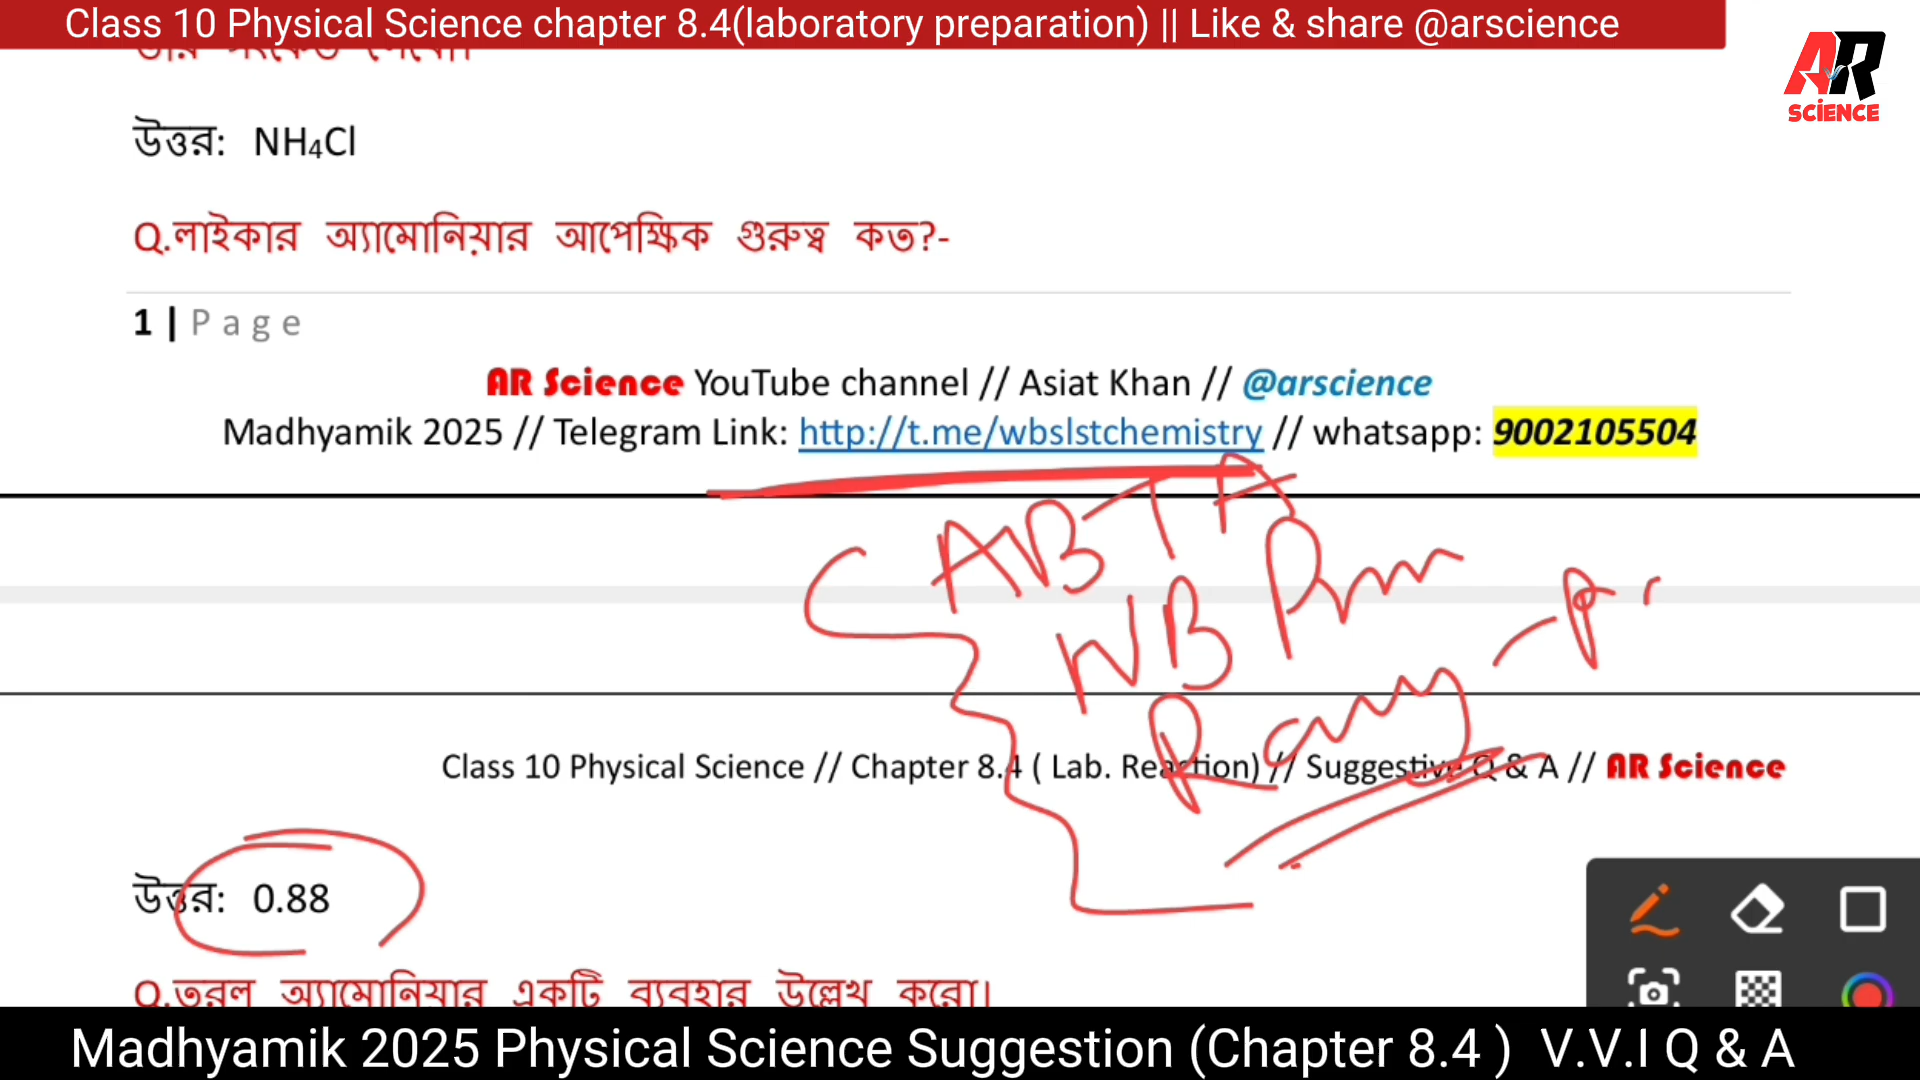 Class 10 Physical Science chapter 8.4(laboratory preparation) || Like & share @arscience
AR
SCIENCE
উত্তর: NH₄Cl
Q.লাইকার অ্যামোনিয়ার আপেক্ষিক গুরুত্ব কত?-
1 | P a g e
AR Science YouTube channel // Asiat Khan // @arscience
Madhyamik 2025 // Telegram Link: http://t.me/wbslstchemistry // whatsapp: 9002105504
ABTA
WB
Ray
Class 10 Physical Science // Chapter 8.4 ( Lab. Reaction) // Suggestive Q & A // AR Science
উত্তর: 0.88
Q.তরল অ্যামোনিয়ার একটি ব্যবহার উল্লেখ করো।
Madhyamik 2025 Physical Science Suggestion (Chapter 8.4 ) V.V.I Q & A